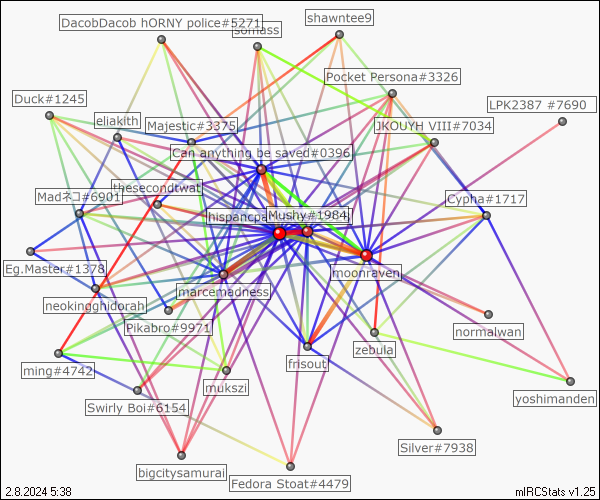 DacobDacob hORNY police#5271
somass
shawntee9
Pocket Persona#3326
Duck#1245
LPK2387 #7690
eliakith
Majestic#3375
JKOUYH VIII#7034
Can anything be saved#0396
thesecondtwat
Madネコ#6901
Cypha#1717
hispancpa
Mushy#1984
Eg.Master#1378
moonraven
marcemadness
neokingghidorah
Pikabro#9971
normalwan
zebula
frisout
ming#4742
mukszi
yoshimanden
Swirly Boi#6154
Silver#7938
bigcitysamurai
Fedora Stoat#4479
2.8.2024 5:38
mIRCStats v1.25